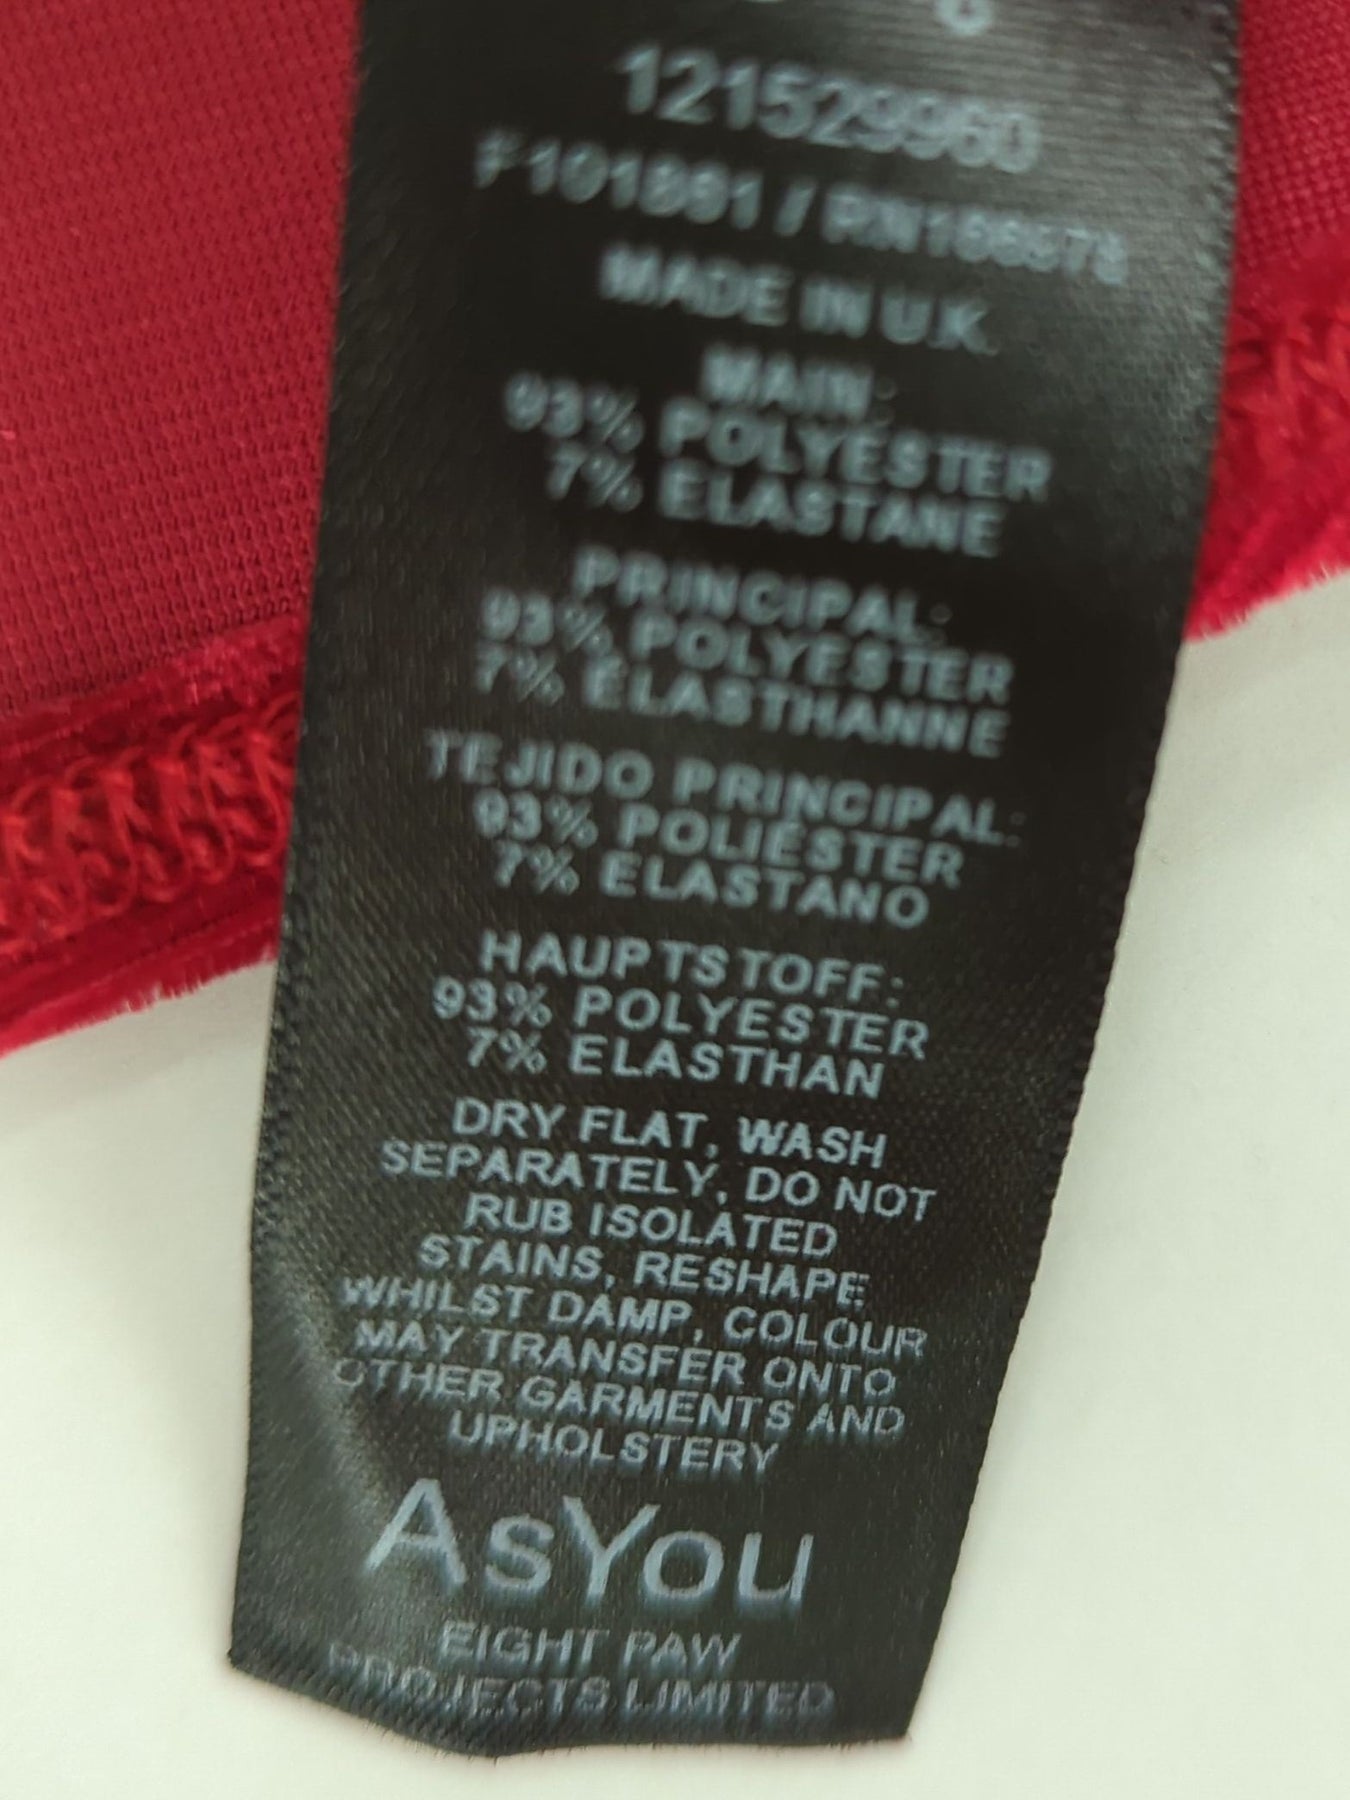 121529960
MADE IN U.K.
MAIN:
93% POLYESTER
7% ELASTANE
PRINCIPAL:
93% POLYESTER
7% ELASTHANNE
TEJIDO PRINCIPAL:
93% POLIÉSTER
7% ELASTANO
HAUPTSTOFF:
93% POLYESTER
7% ELASTHAN
DRY FLAT, WASH
SEPARATELY, DO NOT
RUB ISOLATED
STAINS, RESHAPE
WHILST DAMP, COLOUR
MAY TRANSFER ONTO
OTHER GARMENTS AND
UPHOLSTERY
ASYOU
EIGHT PAW
PROJECTS LIMITED